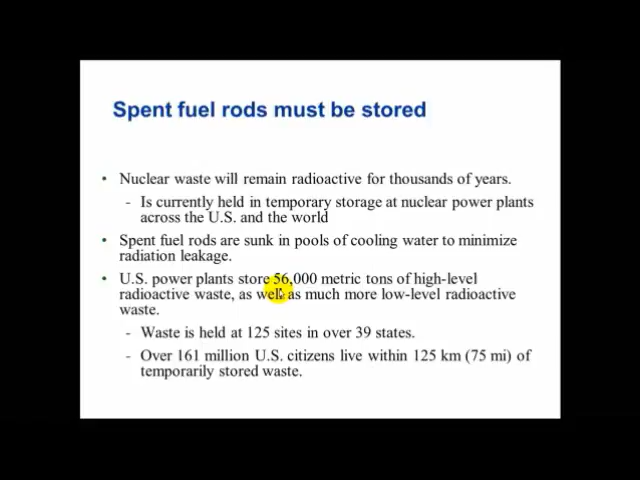 Spent fuel rods must be stored
• Nuclear waste will remain radioactive for thousands of years.
- Is currently held in temporary storage at nuclear power plants
across the U.S. and the world
• Spent fuel rods are sunk in pools of cooling water to minimize
radiation leakage.
• U.S. power plants store 56,000 metric tons of high-level
radioactive waste, as well as much more low-level radioactive
waste.
- Waste is held at 125 sites in over 39 states.
- Over 161 million U.S. citizens live within 125 km (75 mi) of
temporarily stored waste.